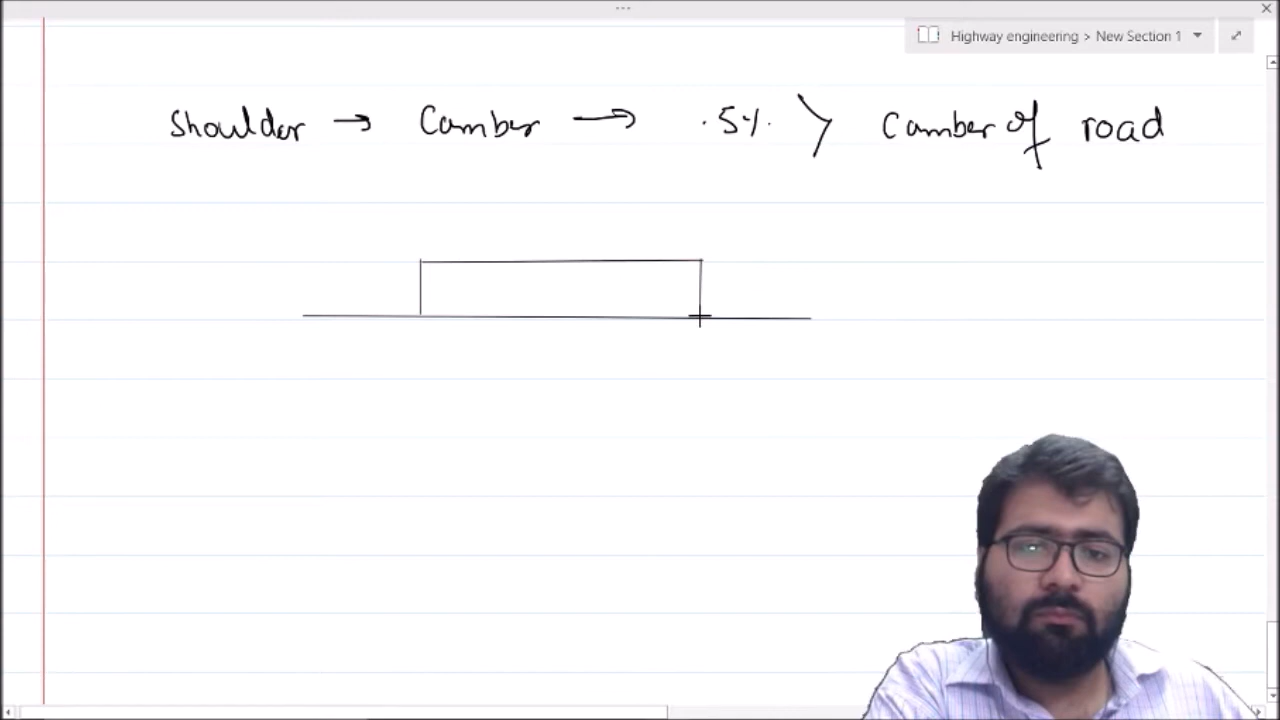 Highway engineering > New Section 1
Shoulder → Camber → .5%. > Camber of road